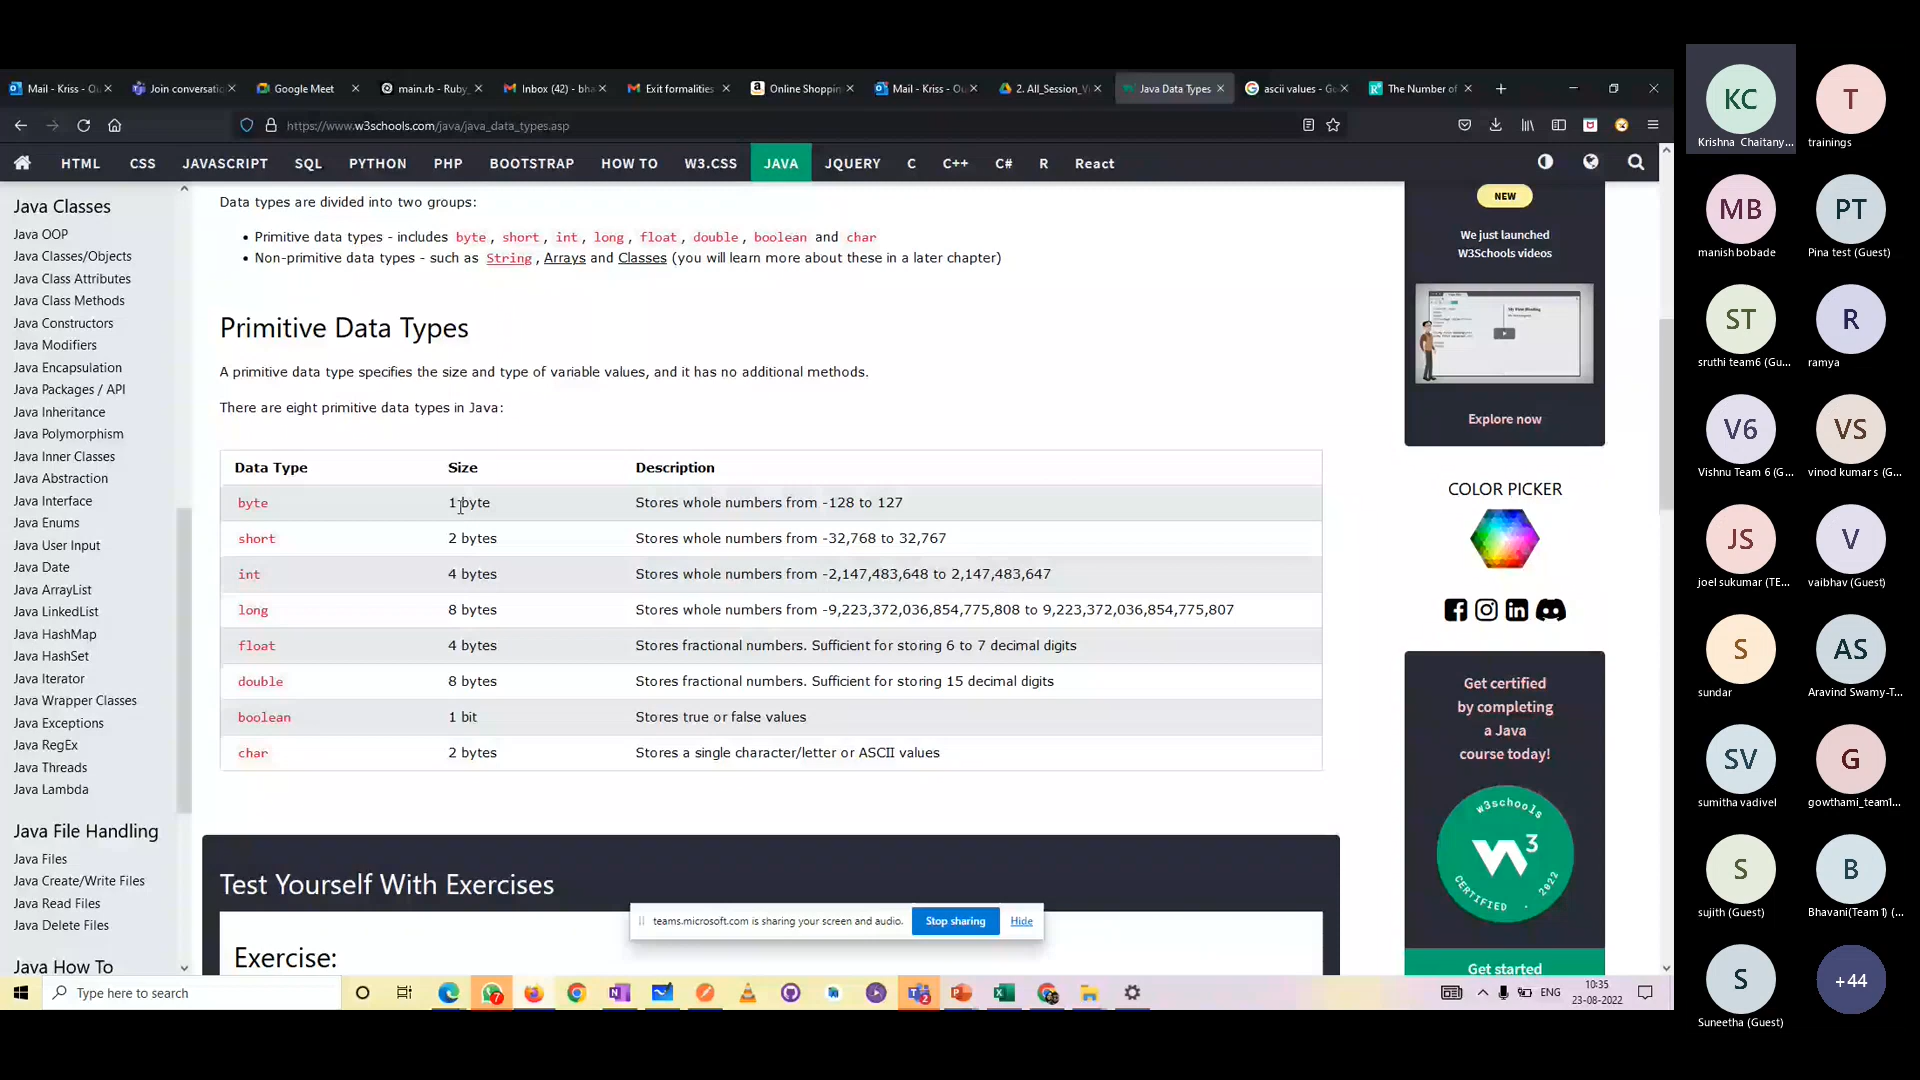 Mail - Kriss - Ou
Join conversatic
Google Meet
main.rb - Ruby_
Inbox (42) - bha
Exit formalities
Online Shoppin
Mail - Kriss - Ou
2. All_Session_V
Java Data Types
ascii values - Go
The Number of
https://www.w3schools.com/java/java_data_types.asp
HTML CSS JAVASCRIPT SQL PYTHON PHP BOOTSTRAP HOW TO W3.CSS JAVA JQUERY C C++ C# R React
Java Classes
Java OOP
Java Classes/Objects
Java Class Attributes
Java Class Methods
Java Constructors
Java Modifiers
Java Encapsulation
Java Packages / API
Java Inheritance
Java Polymorphism
Java Inner Classes
Java Abstraction
Java Interface
Java Enums
Java User Input
Java Date
Java ArrayList
Java LinkedList
Java HashMap
Java HashSet
Java Iterator
Java Wrapper Classes
Java Exceptions
Java RegEx
Java Threads
Java Lambda
Java File Handling
Java Files
Java Create/Write Files
Java Read Files
Java Delete Files
Java How To
Data types are divided into two groups:
• Primitive data types - includes byte, short, int, long, float, double, boolean and char
• Non-primitive data types - such as String, Arrays and Classes (you will learn more about these in a later chapter)
Primitive Data Types
A primitive data type specifies the size and type of variable values, and it has no additional methods.
There are eight primitive data types in Java:
Data Type Size Description
byte 1 byte Stores whole numbers from -128 to 127
short 2 bytes Stores whole numbers from -32,768 to 32,767
int 4 bytes Stores whole numbers from -2,147,483,648 to 2,147,483,647
long 8 bytes Stores whole numbers from -9,223,372,036,854,775,808 to 9,223,372,036,854,775,807
float 4 bytes Stores fractional numbers. Sufficient for storing 6 to 7 decimal digits
double 8 bytes Stores fractional numbers. Sufficient for storing 15 decimal digits
boolean 1 bit Stores true or false values
char 2 bytes Stores a single character/letter or ASCII values
Test Yourself With Exercises
Exercise:
teams.microsoft.com is sharing your screen and audio. Stop sharing Hide
NEW
We just launched
W3Schools videos
Explore now
COLOR PICKER
Get certified
by completing
a Java
course today!
w3schools
W3
CERTIFIED . 2022
Get started
Type here to search
7
2
ENG
10:35
23-08-2022
KC
Krishna Chaitany...
T
trainings
MB
manish bobade
PT
Pina test (Guest)
ST
sruthi team6 (Gu...
R
ramya
V6
Vishnu Team 6 (G...
VS
vinod kumar s (G...
JS
joel sukumar (TE...
V
vaibhav (Guest)
S
sundar
AS
Aravind Swamy-T...
SV
sumitha vadivel
G
gowthami_team1...
S
sujith (Guest)
B
Bhavani(Team 1) (...
S
Suneetha (Guest)
+44